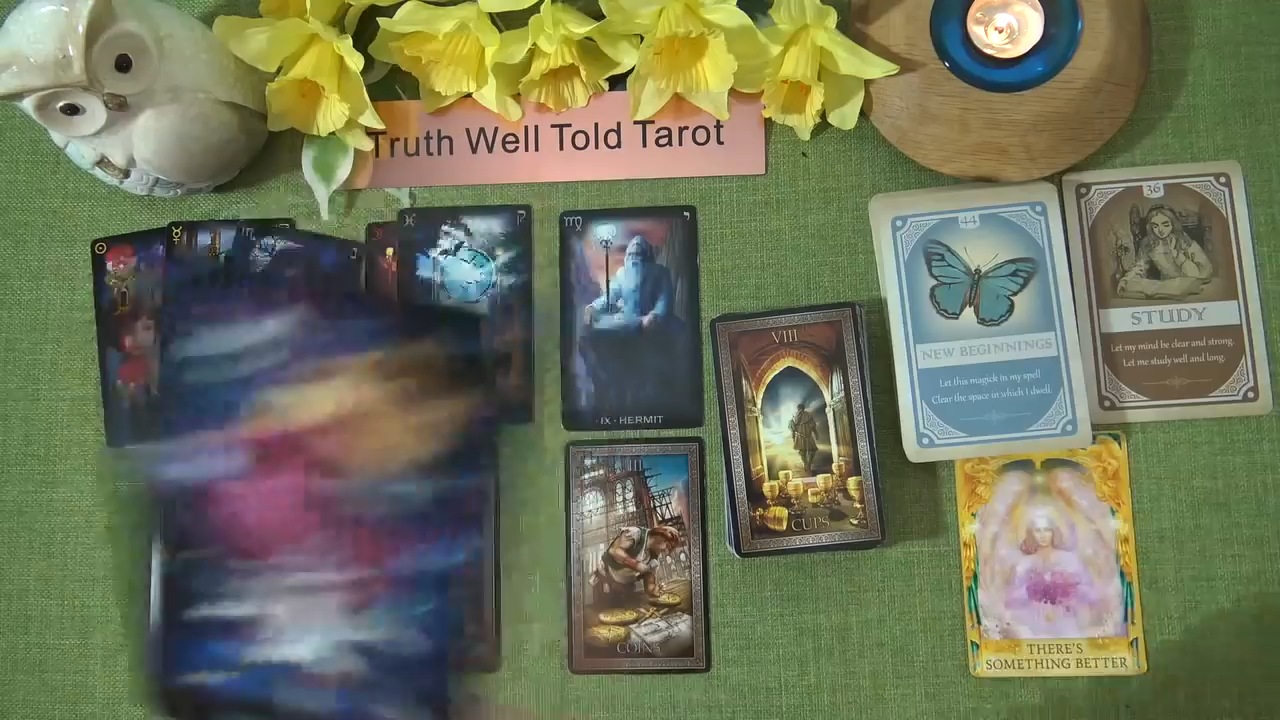 Truth Well Told Tarot
44
NEW BEGINNINGS
Let this magick in my spell
Clear the space in which I dwell.
36
STUDY
Let my mind be clear and strong.
Let me study well and long.
IX · HERMIT
VIII
CUPS
COINS
THERE'S
SOMETHING BETTER